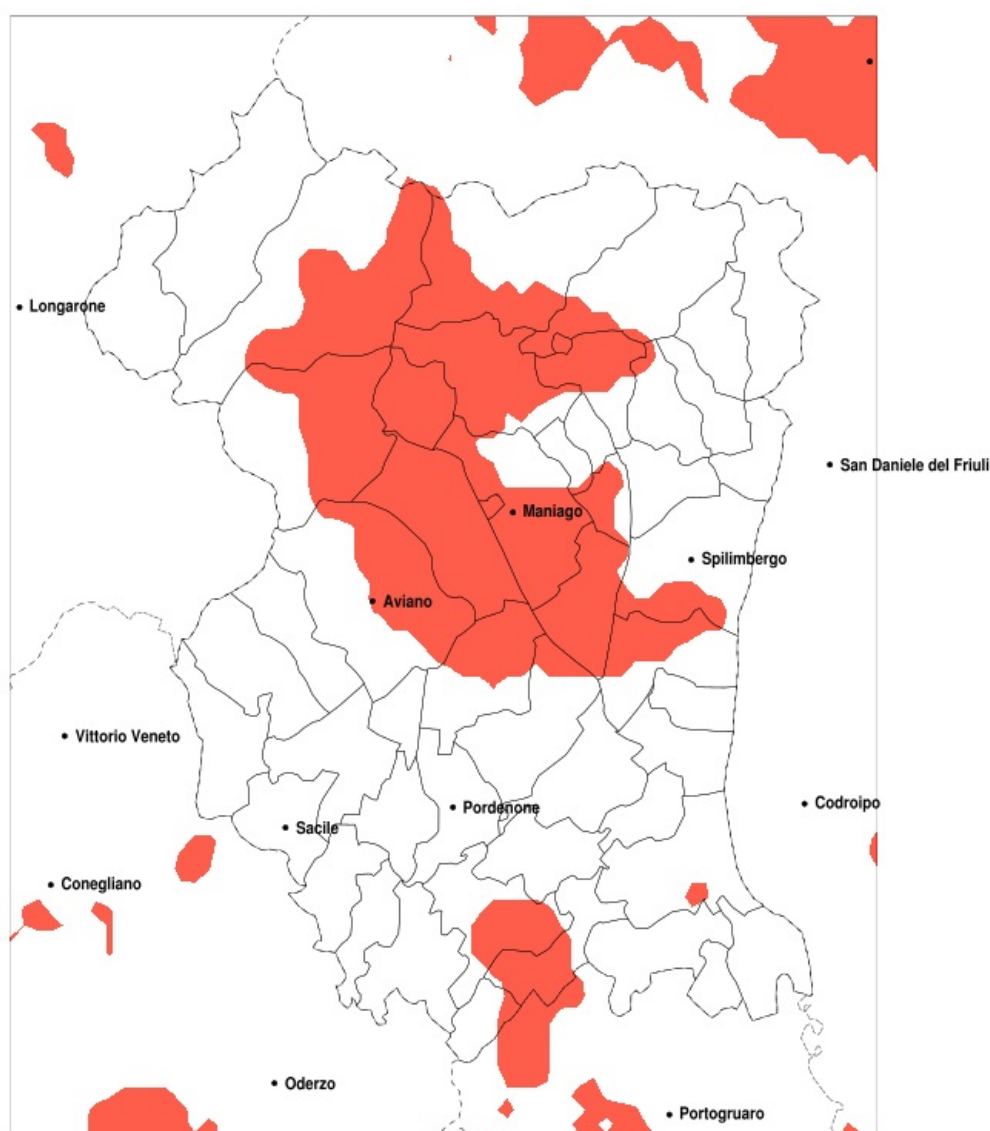 Longarone
San Daniele del Friuli
Maniago
Spilimbergo
Aviano
Vittorio Veneto
Codroipo
Pordenone
Sacile
Conegliano
Oderzo
Portogruaro